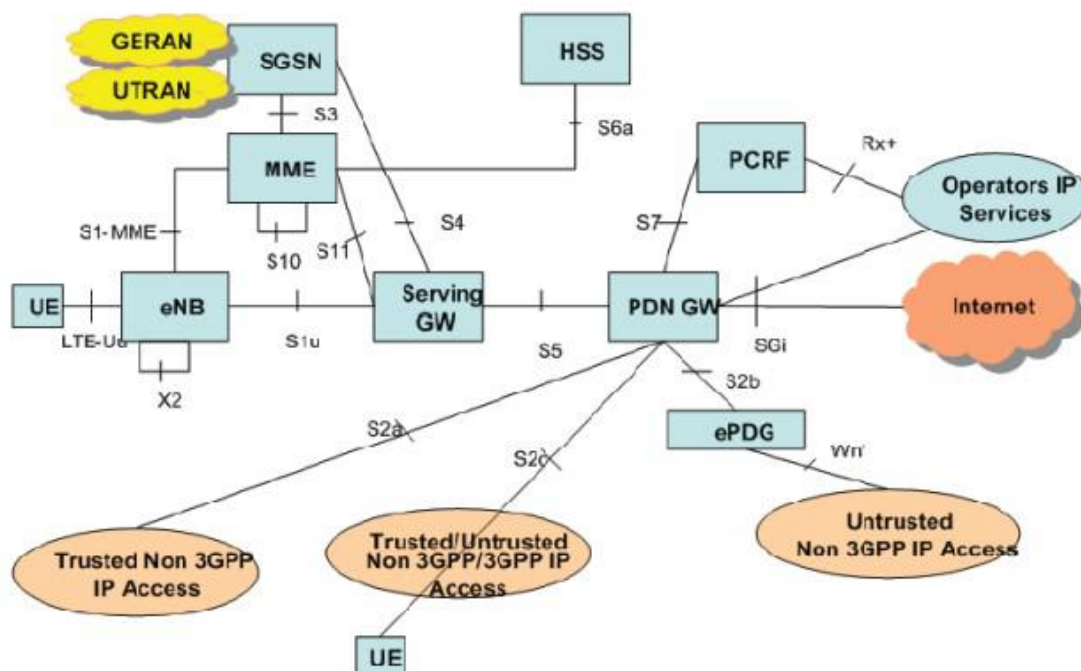 GERAN
UTRAN
SGSN
HSS
S3
S6a
MME
PCRF
Rx+
Operators IP
Services
S1-MME
S10
S11
S4
S7
UE
eNB
Serving
GW
PDN GW
Internet
LTE-Uu
S1u
S5
SGi
X2
S2b
S2a
ePDG
S2c
Wn'
Trusted Non 3GPP
IP Access
Trusted/Untrusted
Non 3GPP/3GPP IP
Access
Untrusted
Non 3GPP IP Access
UE